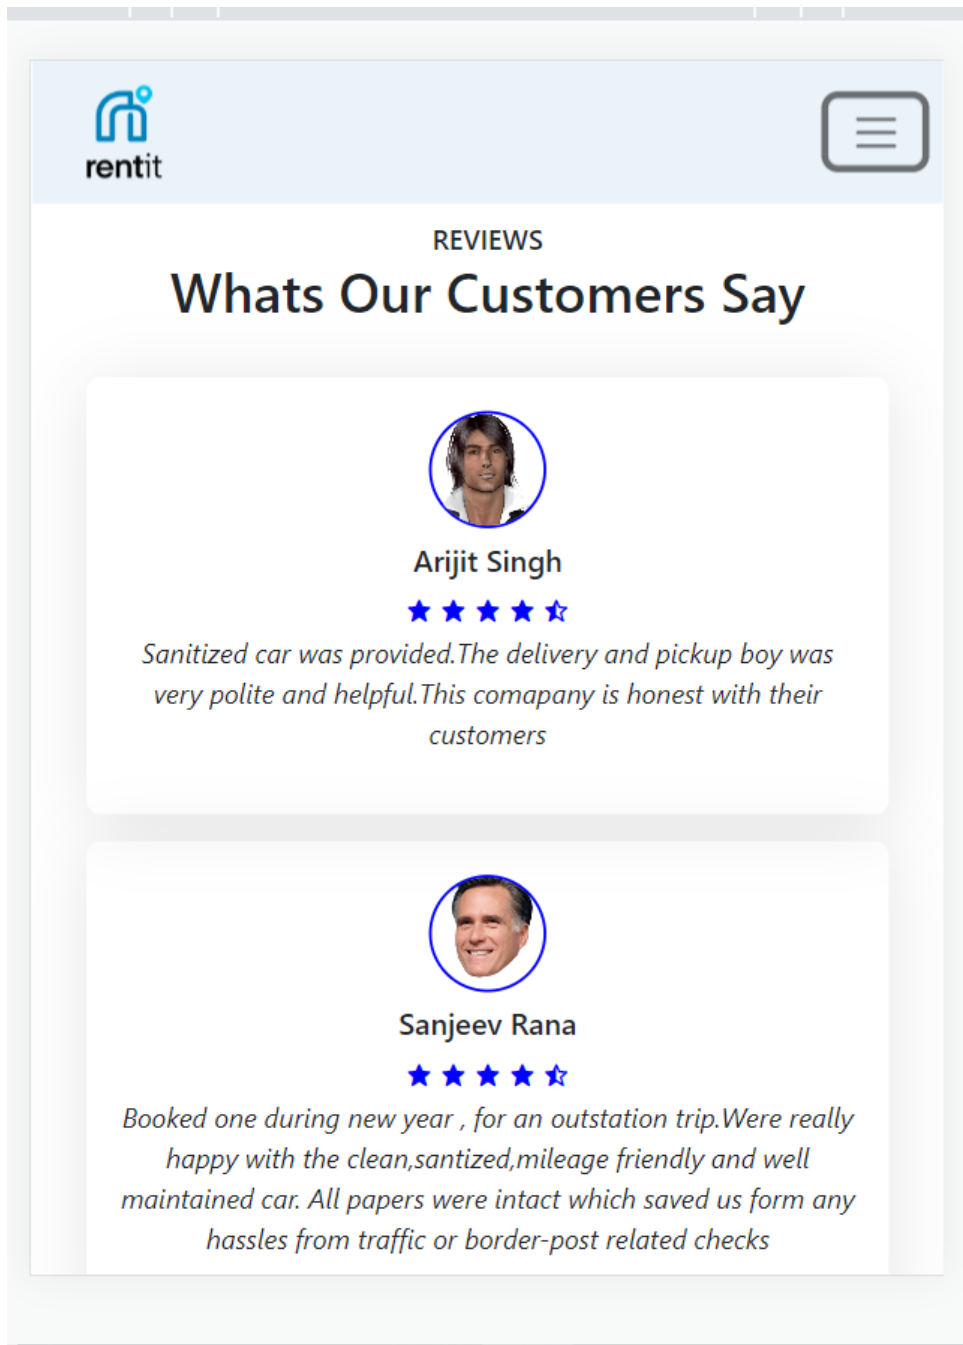 rentit
REVIEWS
Whats Our Customers Say
Arijit Singh
Sanitized car was provided.The delivery and pickup boy was
very polite and helpful.This comapany is honest with their
customers
Sanjeev Rana
Booked one during new year , for an outstation trip.Were really
happy with the clean,santized,mileage friendly and well
maintained car. All papers were intact which saved us form any
hassles from traffic or border-post related checks